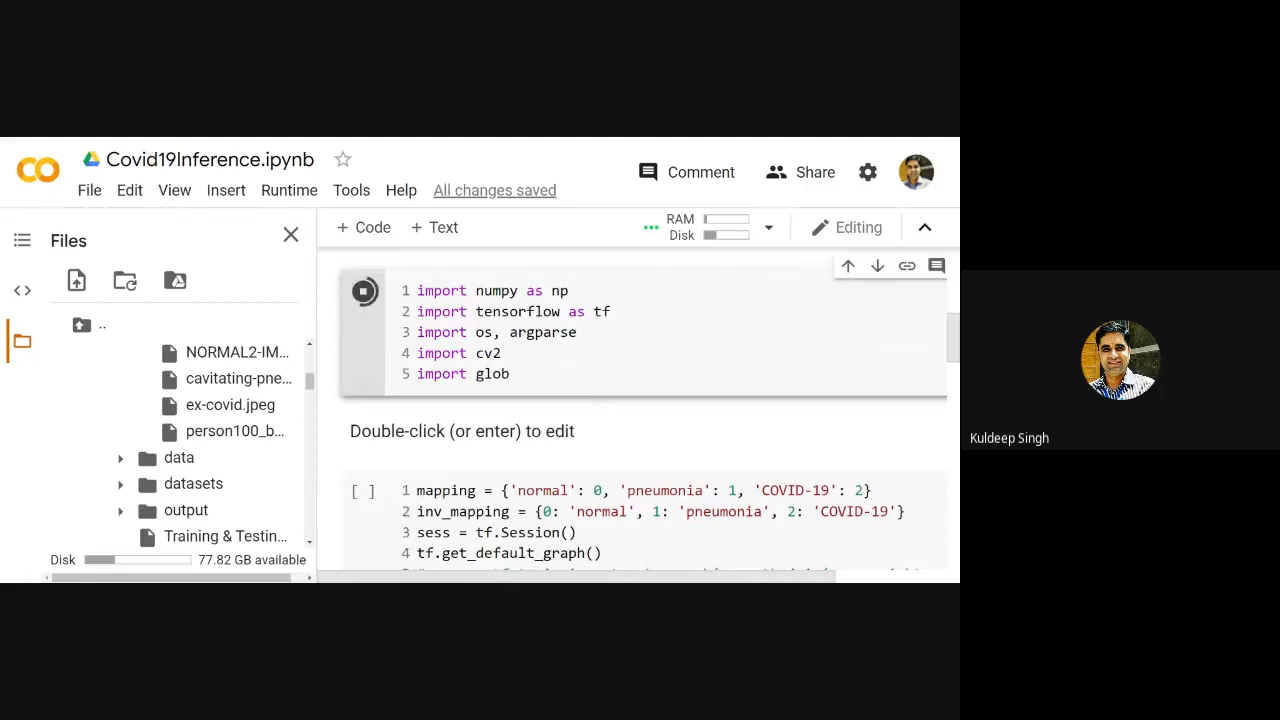 Covid19Inference.ipynb
File Edit View Insert Runtime Tools Help All changes saved
Comment Share
Files
+ Code + Text
RAM
Disk
Editing
..
NORMAL2-IM...
cavitating-pne...
ex-covid.jpeg
person100_b...
data
datasets
output
Training & Testin...
Disk 77.82 GB available
1 import numpy as np
2 import tensorflow as tf
3 import os, argparse
4 import cv2
5 import glob
Double-click (or enter) to edit
[ ] 1 mapping = {'normal': 0, 'pneumonia': 1, 'COVID-19': 2}
2 inv_mapping = {0: 'normal', 1: 'pneumonia', 2: 'COVID-19'}
3 sess = tf.Session()
4 tf.get_default_graph()
Kuldeep Singh